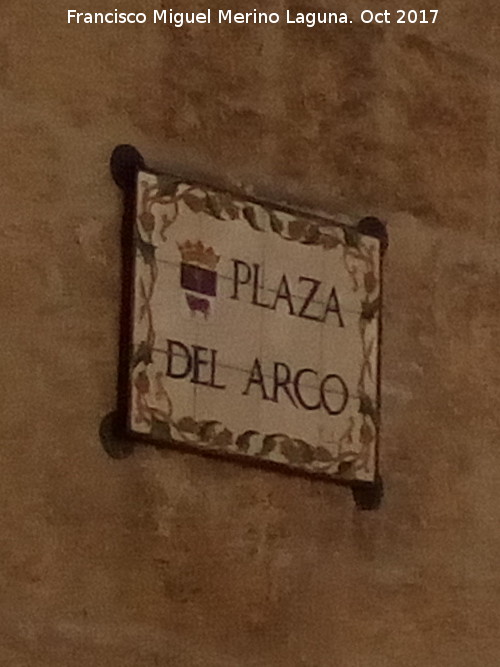 Francisco Miguel Merino Laguna. Oct 2017
PLAZA
DEL ARCO